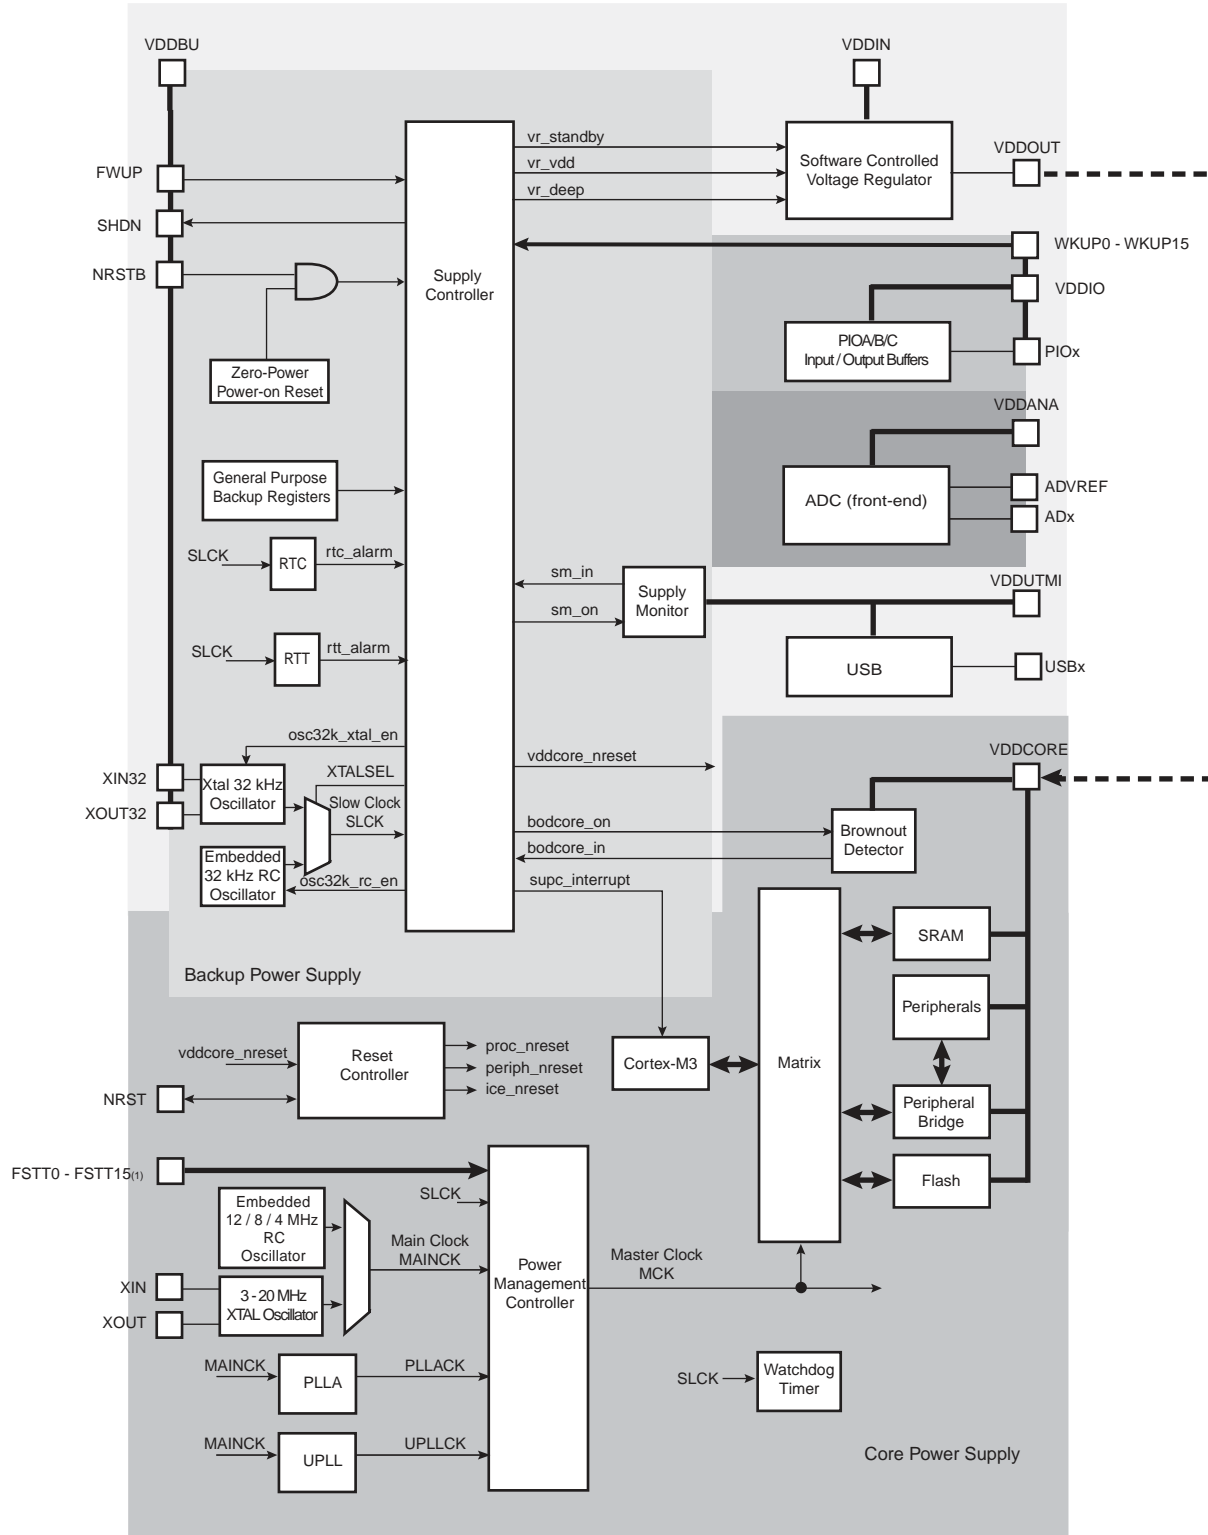 VDDBU
VDDIN
FWUP
SHDN
NRSTB
Zero-Power
Power-on Reset
General Purpose
Backup Registers
SLCK
RTC
rtc_alarm
SLCK
RTT
rtt_alarm
osc32k_xtal_en
XTALSEL
XIN32
XOUT32
Xtal 32 kHz
Oscillator
Slow Clock
SLCK
Embedded
32 kHz RC
Oscillator
osc32k_rc_en
Supply
Controller
vr_standby
vr_vdd
vr_deep
Software Controlled
Voltage Regulator
VDDOUT
WKUP0 - WKUP15
VDDIO
PIOA/B/C
Input / Output Buffers
PIOx
VDDANA
ADC (front-end)
ADVREF
ADx
sm_in
sm_on
Supply
Monitor
VDDUTMI
USB
USBx
vddcore_nreset
VDDCORE
bodcore_on
bodcore_in
Brownout
Detector
supc_interrupt
Backup Power Supply
SRAM
Peripherals
Matrix
Cortex-M3
Peripheral
Bridge
Flash
vddcore_nreset
NRST
Reset
Controller
proc_nreset
periph_nreset
ice_nreset
FSTT0 - FSTT15(1)
SLCK
Embedded
12 / 8 / 4 MHz
RC
Oscillator
Main Clock
MAINCK
XIN
XOUT
3 - 20 MHz
XTAL Oscillator
Power
Management
Controller
Master Clock
MCK
MAINCK
PLLA
PLLACK
MAINCK
UPLL
UPLLCK
SLCK
Watchdog
Timer
Core Power Supply